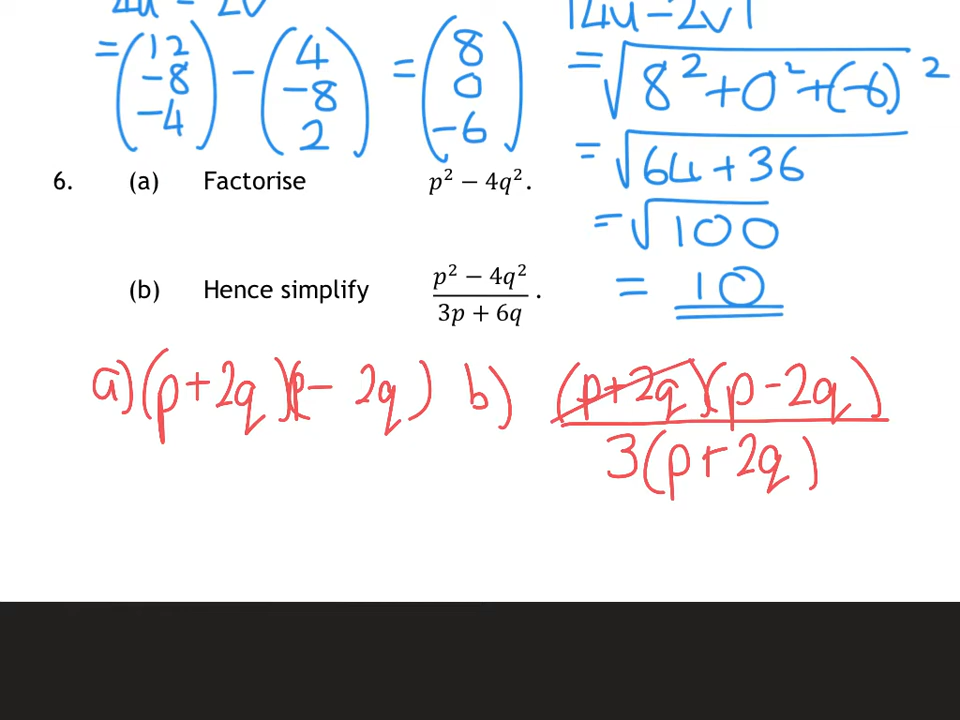 4u - 2v
|4u - 2v|
= (12 -8 -4) - (4 -8 2) = (8 0 -6)
= √8² + 0² + (-6)²
= √64 + 36
= √100
= 10
6. (a) Factorise p² − 4q².
(b) Hence simplify p² − 4q² / 3p + 6q .
a) (p + 2q)(p - 2q)
b) (p + 2q)(p - 2q)
3(p + 2q)